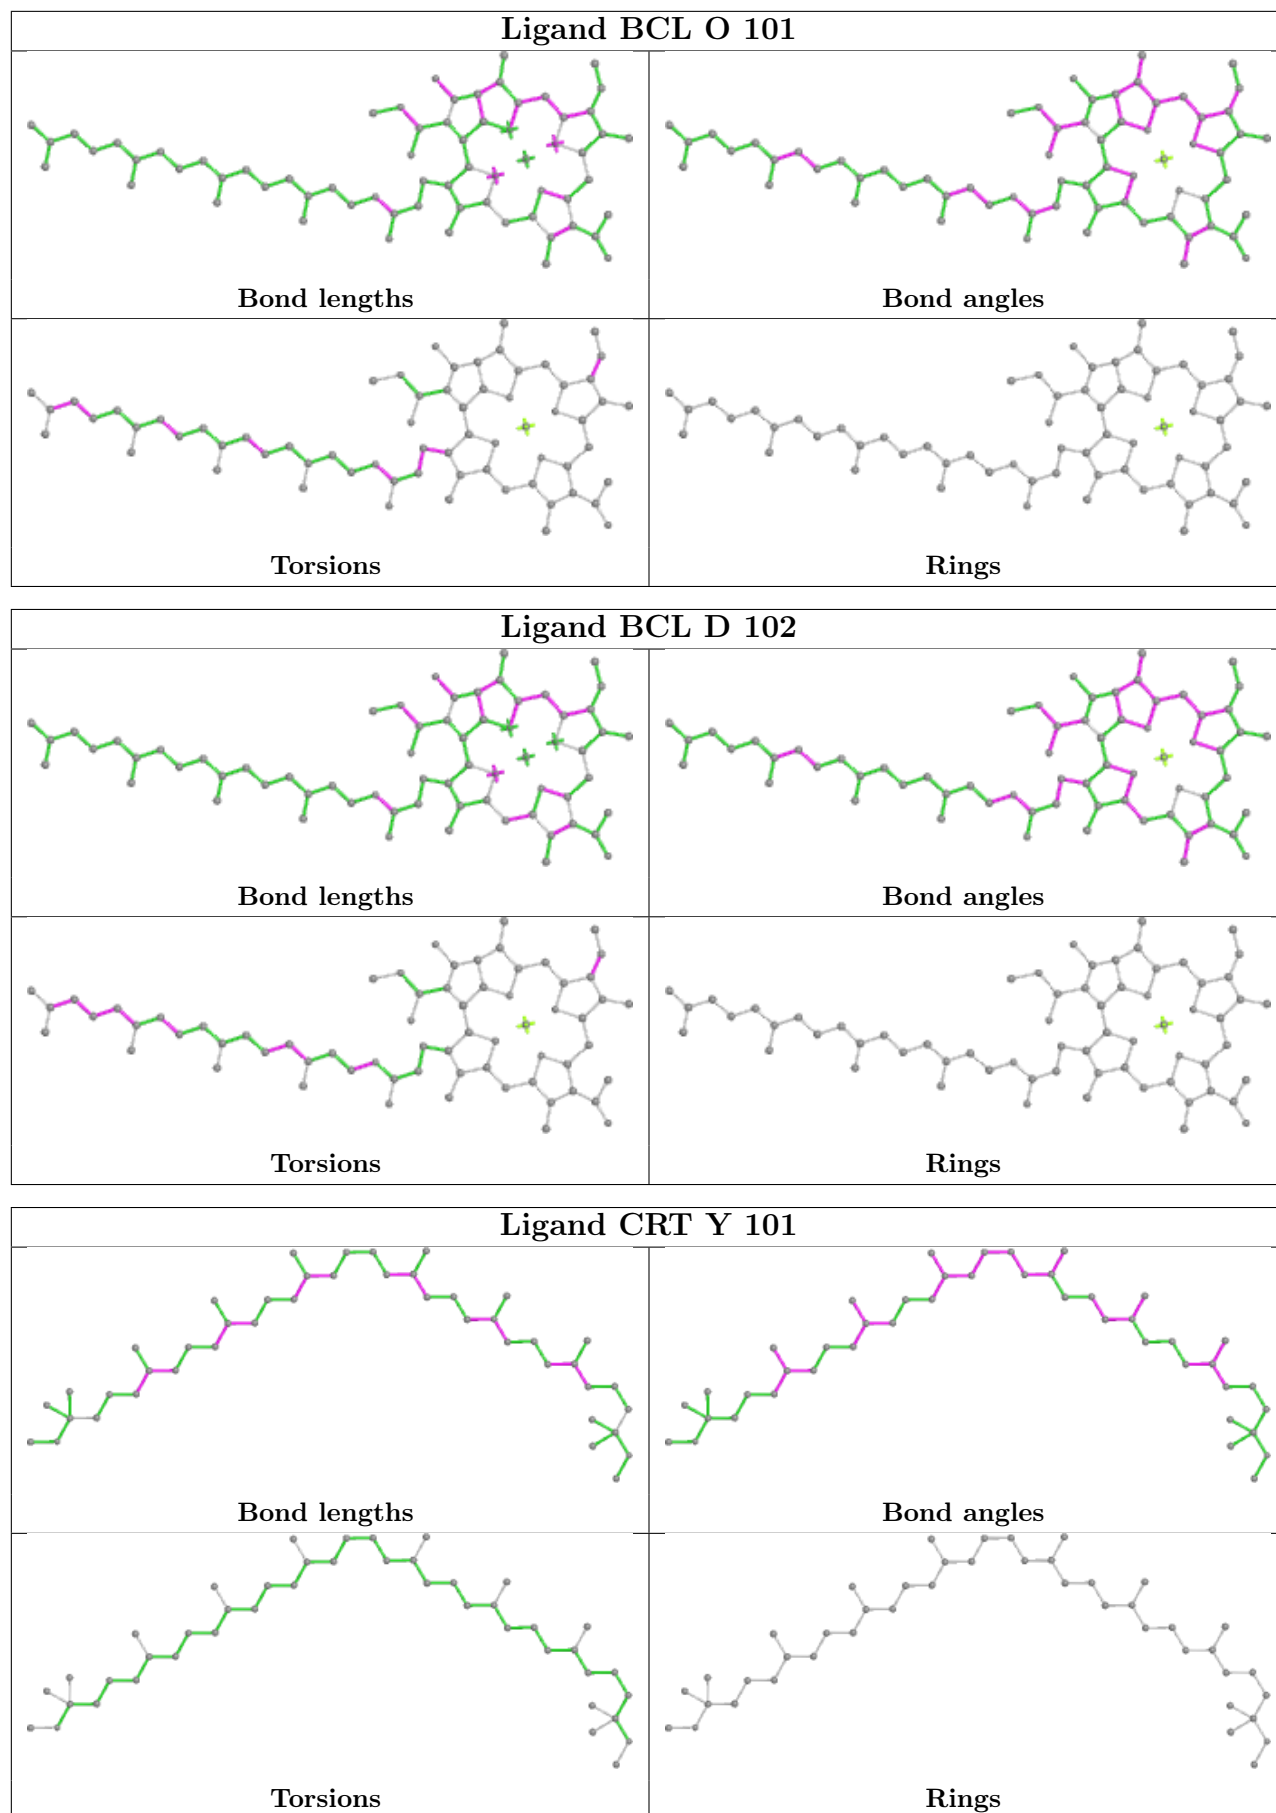 Ligand BCL O 101
Bond lengths
Bond angles
Torsions
Rings
Ligand BCL D 102
Bond lengths
Bond angles
Torsions
Rings
Ligand CRT Y 101
Bond lengths
Bond angles
Torsions
Rings